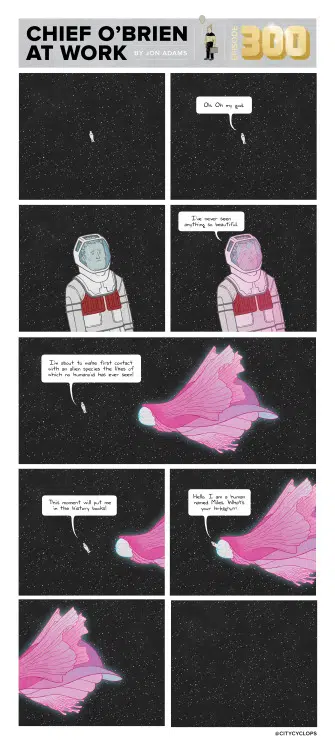 CHIEF O'BRIEN
AT WORK BY JON ADAMS
EPISODE 300
Oh. Oh my god.
I've never seen
anything so beautiful.
I'm about to make first contact
with an alien species the likes of
which no humanoid has ever seen!
This moment will put me
in the history books!
Hello. I am a human
named Miles. What's
your he-
@CITYCYCLOPS